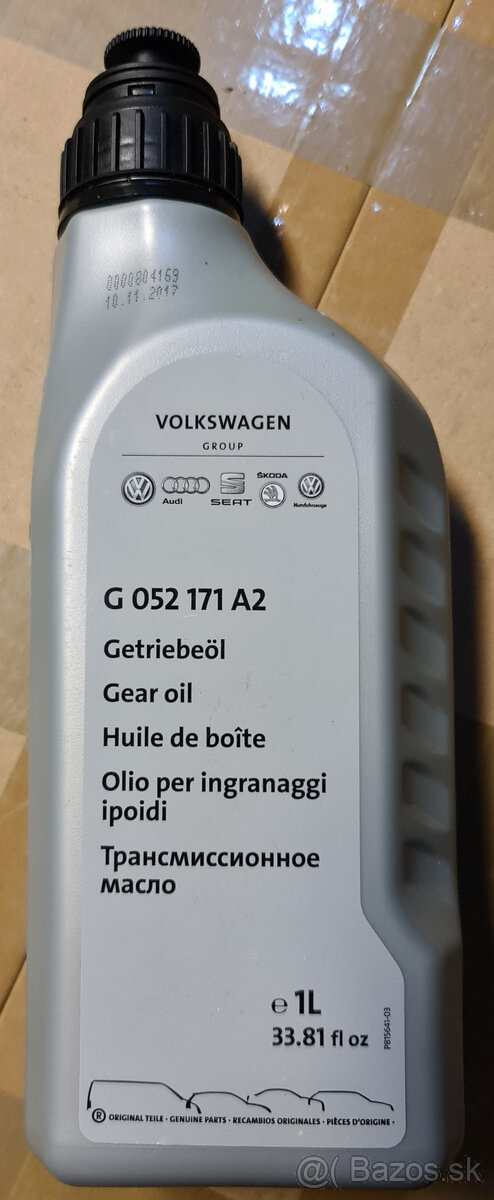 0000804169
10.11.2017
VOLKSWAGEN
GROUP
Audi
SEAT
ŠKODA
Nutzfahrzeuge
G 052 171 A2
Getriebeöl
Gear oil
Huile de boîte
Olio per ingranaggi
ipoidi
Трансмиссионное
масло
e 1L
33.81 fl oz
P815641-03
® ORIGINAL TEILE · GENUINE PARTS · RECAMBIOS ORIGINALES · PIÈCES D'ORIGINE ·
@( Bazos.sk